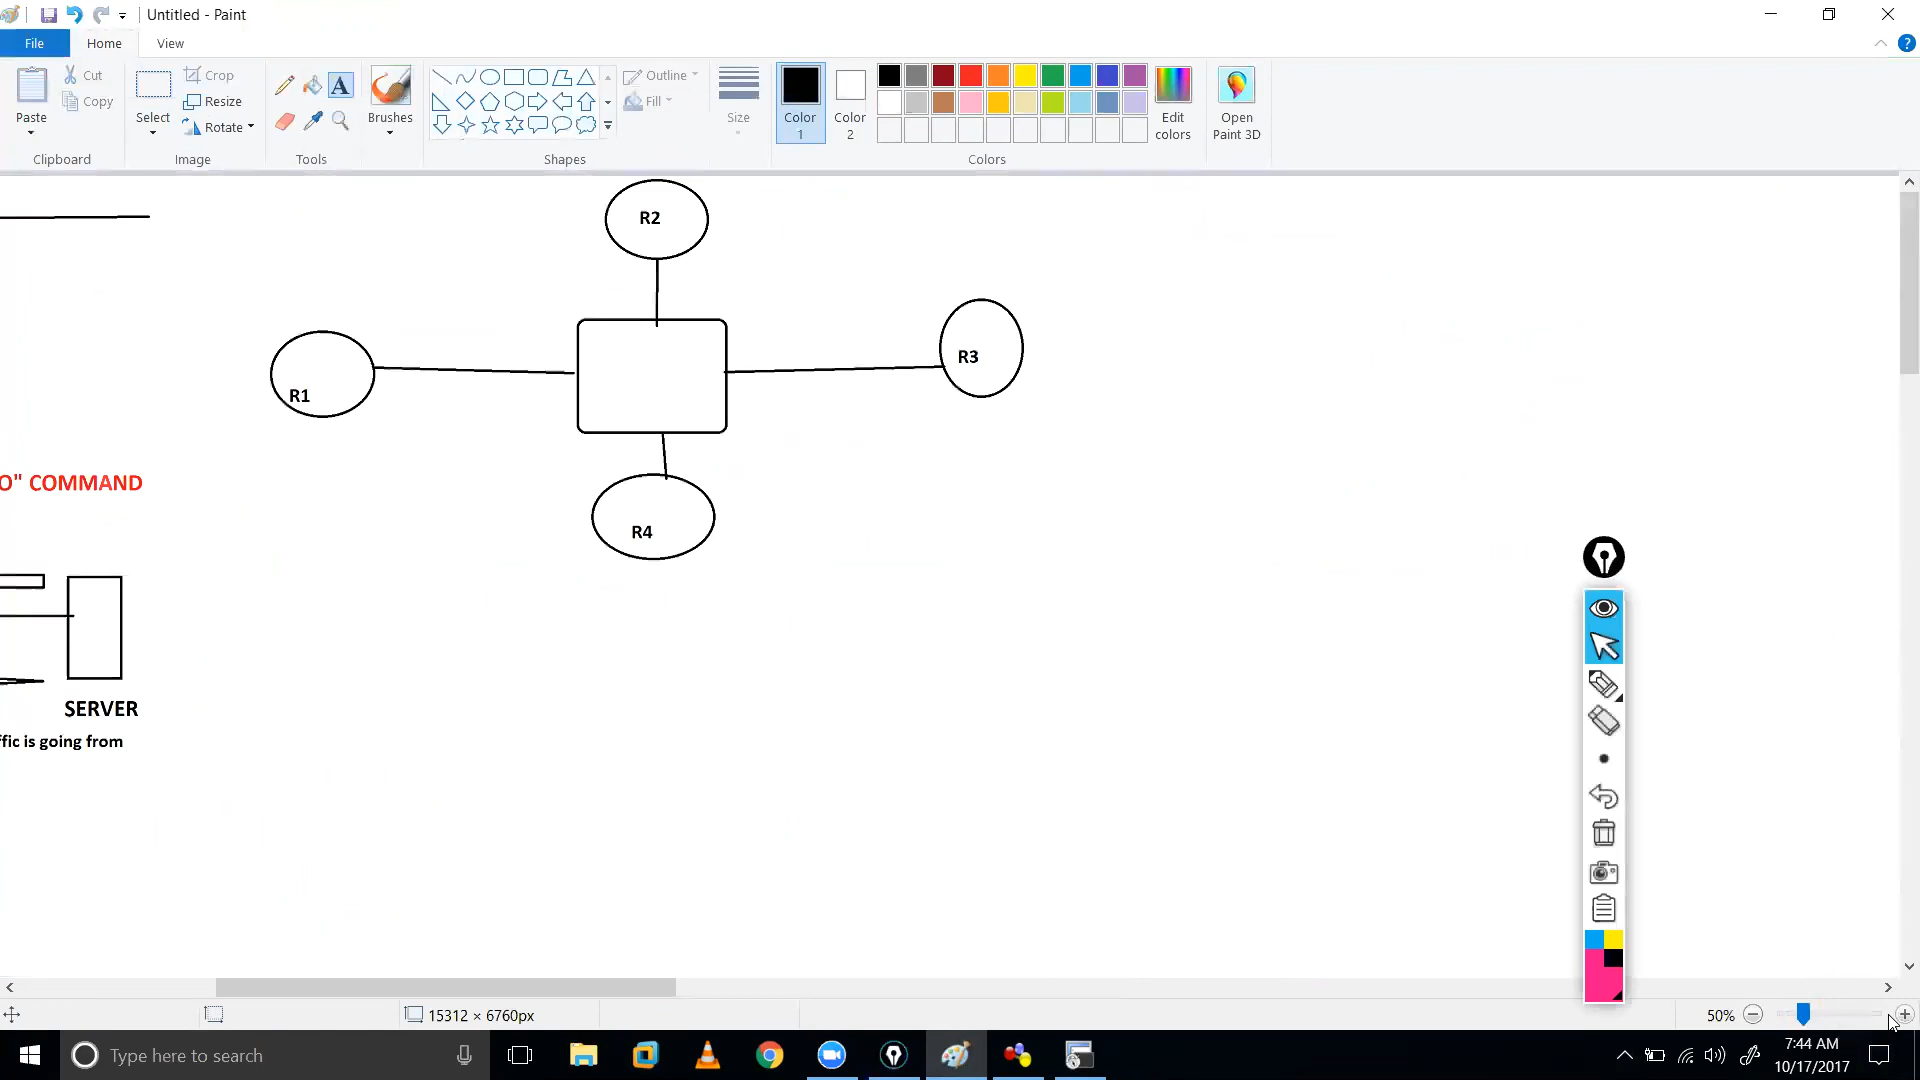 Untitled - Paint
File
Home
View
Paste
Cut
Copy
Clipboard
Select
Crop
Resize
Rotate
Image
A
Tools
Brushes
Shapes
Outline
Fill
Size
Color
1
Color
2
Edit
colors
Colors
Open
Paint 3D
R2
R1
R3
R4
O" COMMAND
SERVER
ffic is going from
15312 × 6760px
50%
Type here to search
7:44 AM
10/17/2017